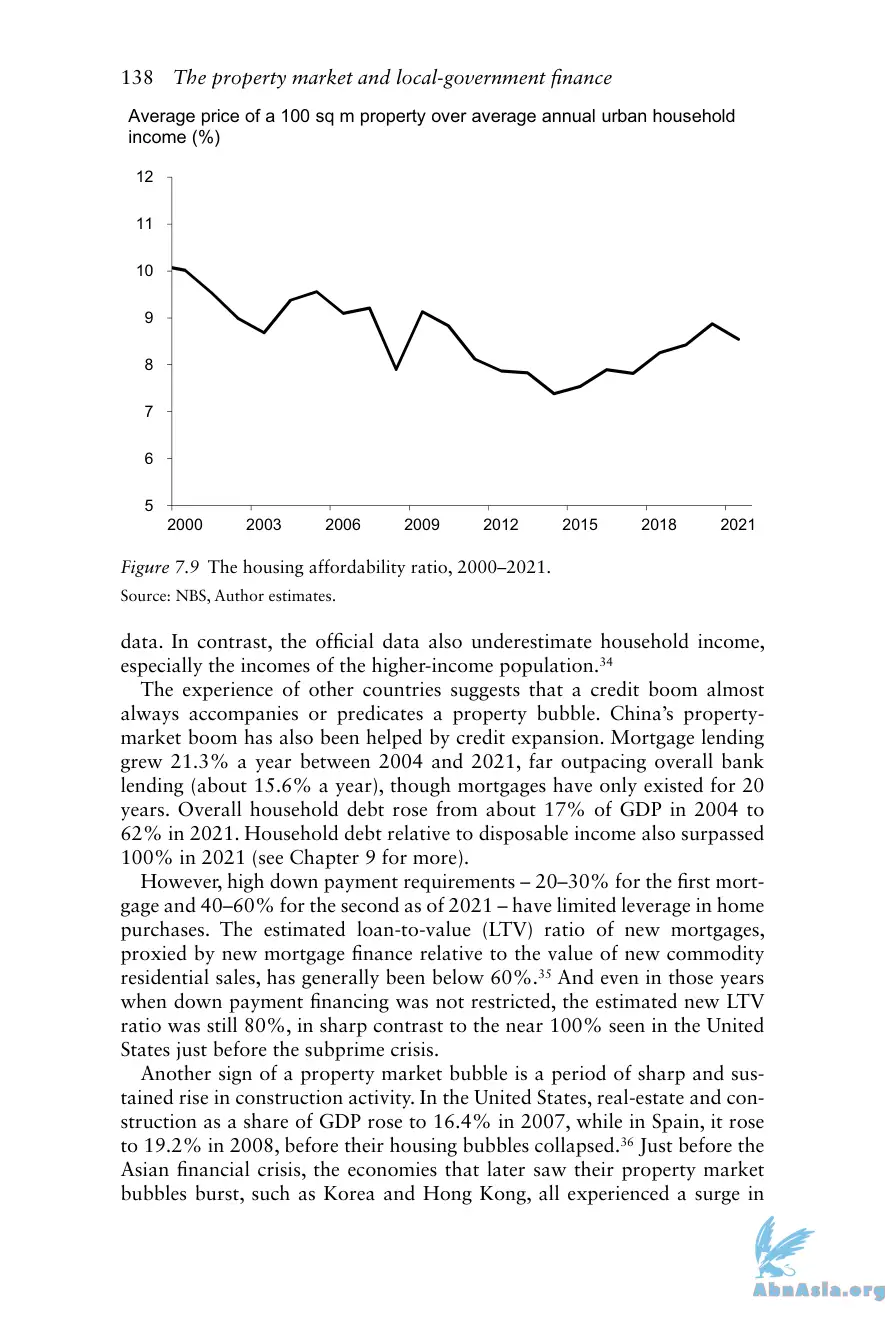 138 The property market and local-government finance
Average price of a 100 sq m property over average annual urban household
income (%)
12
11
10
9
8
7
6
5
2000 2003 2006 2009 2012 2015 2018 2021
Figure 7.9 The housing affordability ratio, 2000–2021.
Source: NBS, Author estimates.
data. In contrast, the official data also underestimate household income,
especially the incomes of the higher-income population.³⁴
The experience of other countries suggests that a credit boom almost
always accompanies or predicates a property bubble. China’s property-
market boom has also been helped by credit expansion. Mortgage lending
grew 21.3% a year between 2004 and 2021, far outpacing overall bank
lending (about 15.6% a year), though mortgages have only existed for 20
years. Overall household debt rose from about 17% of GDP in 2004 to
62% in 2021. Household debt relative to disposable income also surpassed
100% in 2021 (see Chapter 9 for more).
However, high down payment requirements – 20–30% for the first mort-
gage and 40–60% for the second as of 2021 – have limited leverage in home
purchases. The estimated loan-to-value (LTV) ratio of new mortgages,
proxied by new mortgage finance relative to the value of new commodity
residential sales, has generally been below 60%.³⁵ And even in those years
when down payment financing was not restricted, the estimated new LTV
ratio was still 80%, in sharp contrast to the near 100% seen in the United
States just before the subprime crisis.
Another sign of a property market bubble is a period of sharp and sus-
tained rise in construction activity. In the United States, real-estate and con-
struction as a share of GDP rose to 16.4% in 2007, while in Spain, it rose
to 19.2% in 2008, before their housing bubbles collapsed.³⁶ Just before the
Asian financial crisis, the economies that later saw their property market
bubbles burst, such as Korea and Hong Kong, all experienced a surge in
AbnAsia.org